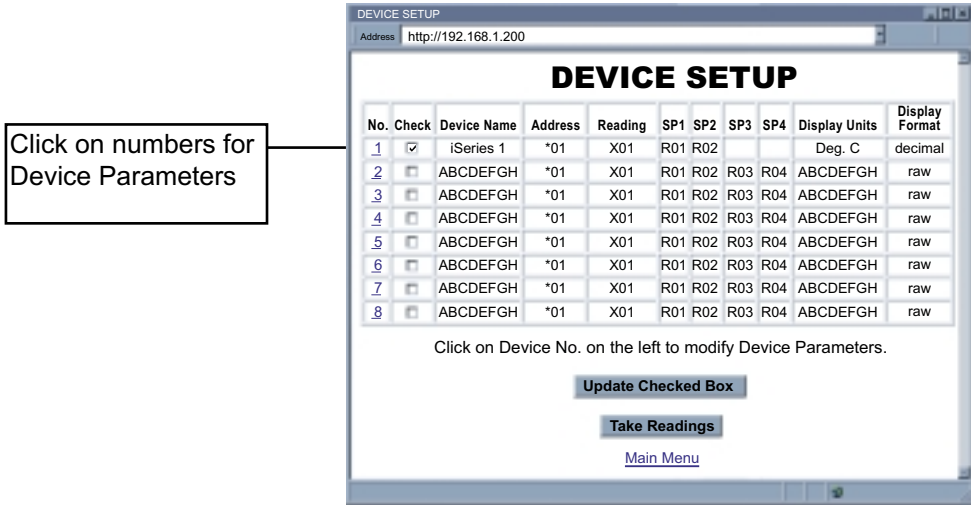 DEVICE SETUP
Address http://192.168.1.200
DEVICE SETUP
No. Check Device Name Address Reading SP1 SP2 SP3 SP4 Display Units Display Format
1 iSeries 1 *01 X01 R01 R02 Deg. C decimal
2 ABCDEFGH *01 X01 R01 R02 R03 R04 ABCDEFGH raw
3 ABCDEFGH *01 X01 R01 R02 R03 R04 ABCDEFGH raw
4 ABCDEFGH *01 X01 R01 R02 R03 R04 ABCDEFGH raw
5 ABCDEFGH *01 X01 R01 R02 R03 R04 ABCDEFGH raw
6 ABCDEFGH *01 X01 R01 R02 R03 R04 ABCDEFGH raw
7 ABCDEFGH *01 X01 R01 R02 R03 R04 ABCDEFGH raw
8 ABCDEFGH *01 X01 R01 R02 R03 R04 ABCDEFGH raw
Click on Device No. on the left to modify Device Parameters.
Update Checked Box
Take Readings
Main Menu
Click on numbers for
Device Parameters